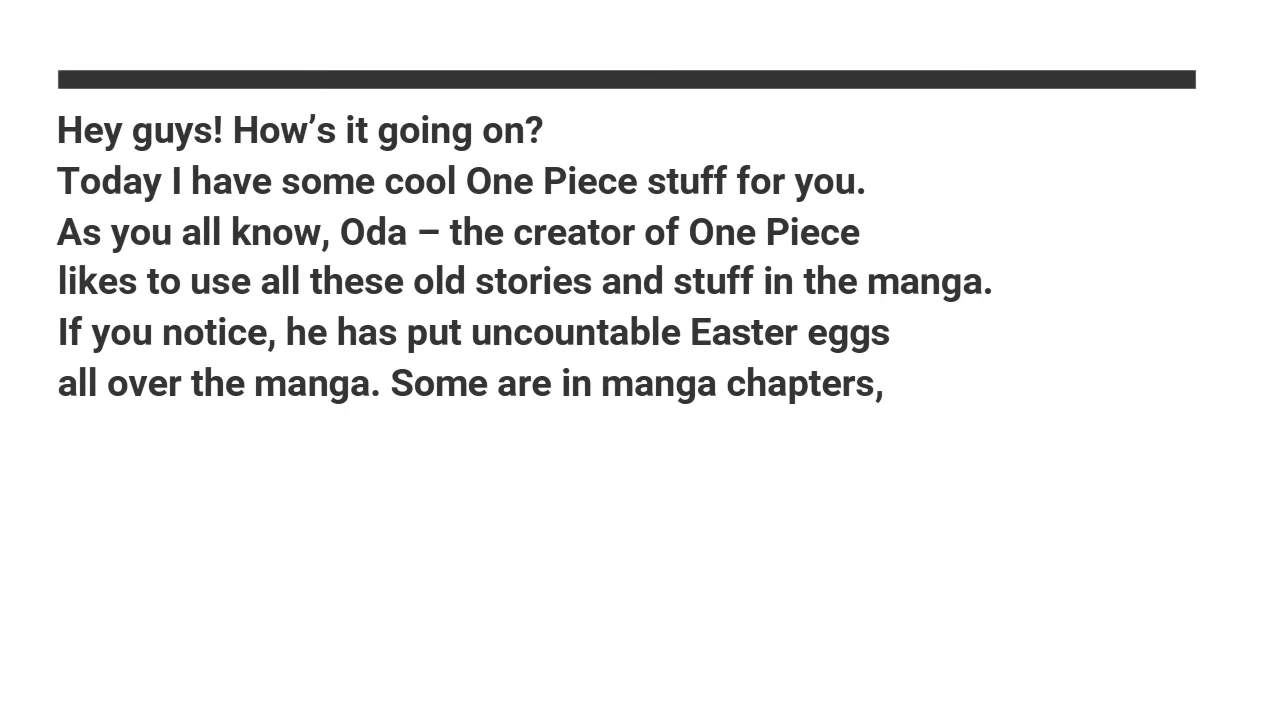 Hey guys! How’s it going on?
Today I have some cool One Piece stuff for you.
As you all know, Oda – the creator of One Piece
likes to use all these old stories and stuff in the manga.
If you notice, he has put uncountable Easter eggs
all over the manga. Some are in manga chapters,